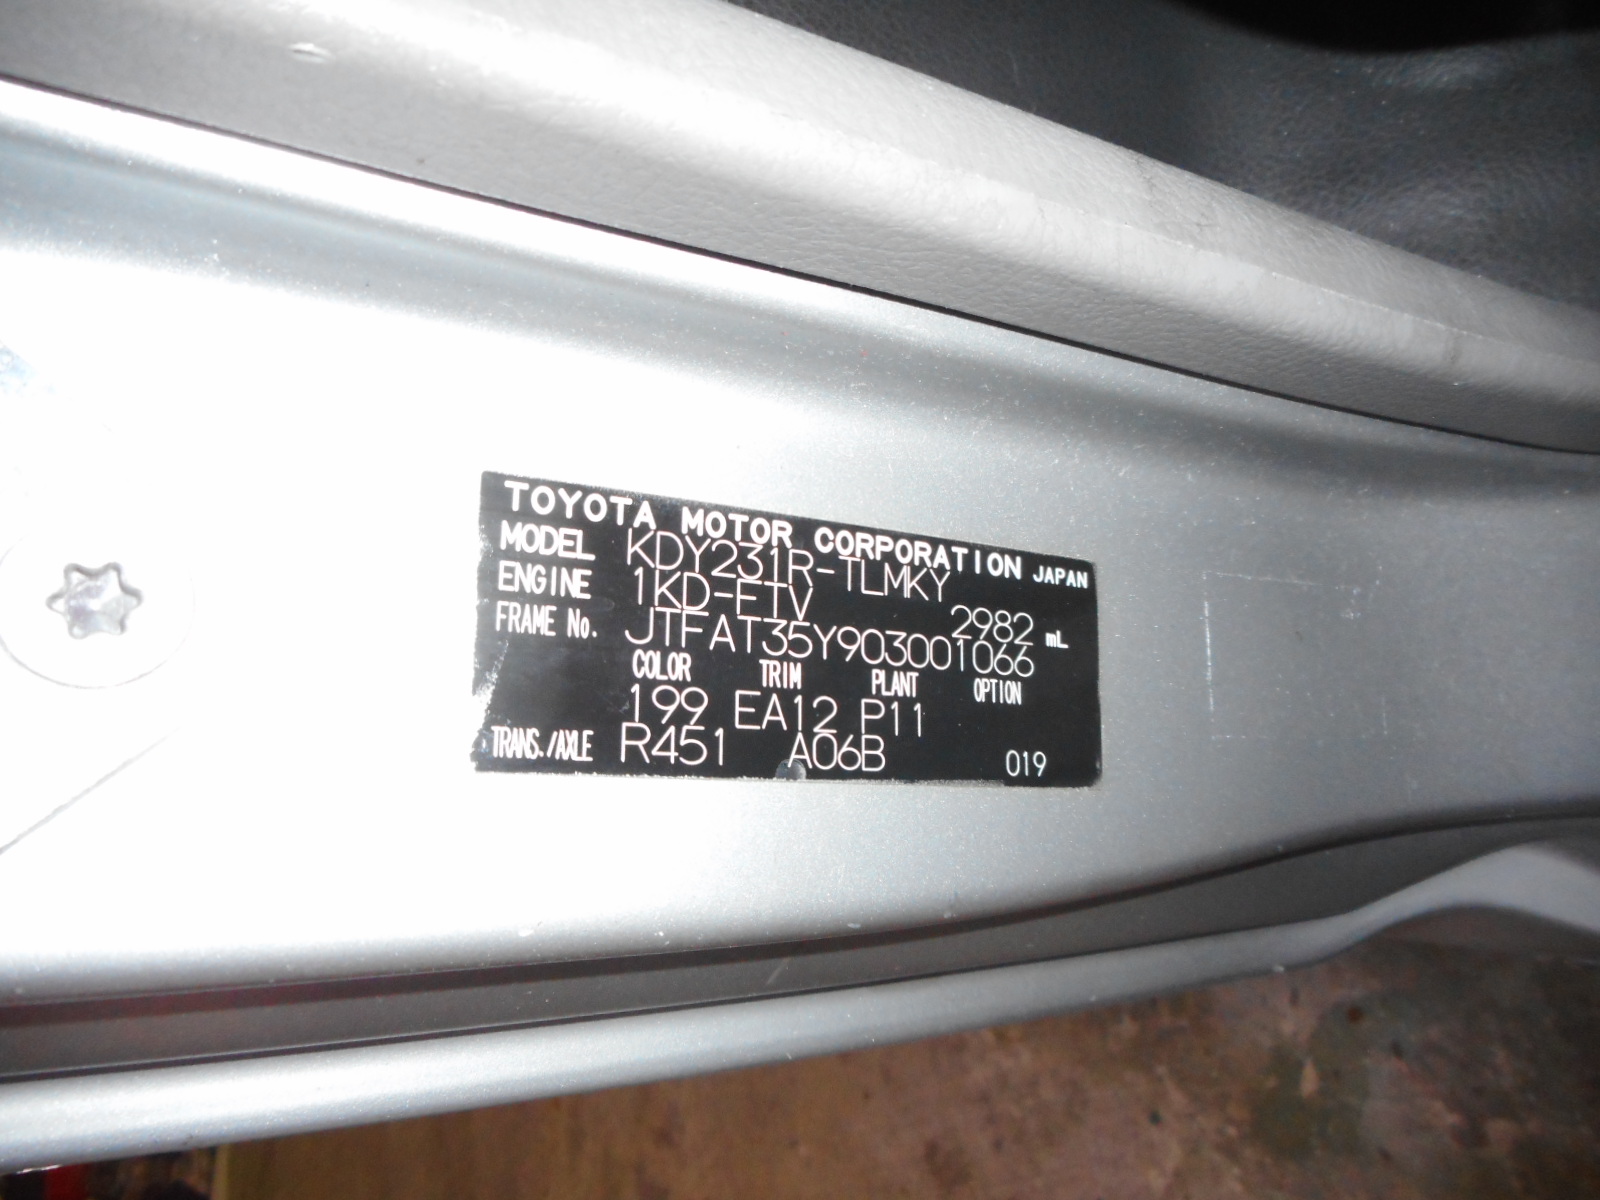 TOYOTA MOTOR CORPORATION JAPAN
MODEL KDY231R-TLMKY
ENGINE 1KD-FTV 2982 mL
FRAME No. JTFAT35Y903001066
COLOR TRIM PLANT OPTION
199 EA12 P11
TRANS./AXLE R451 A06B 019